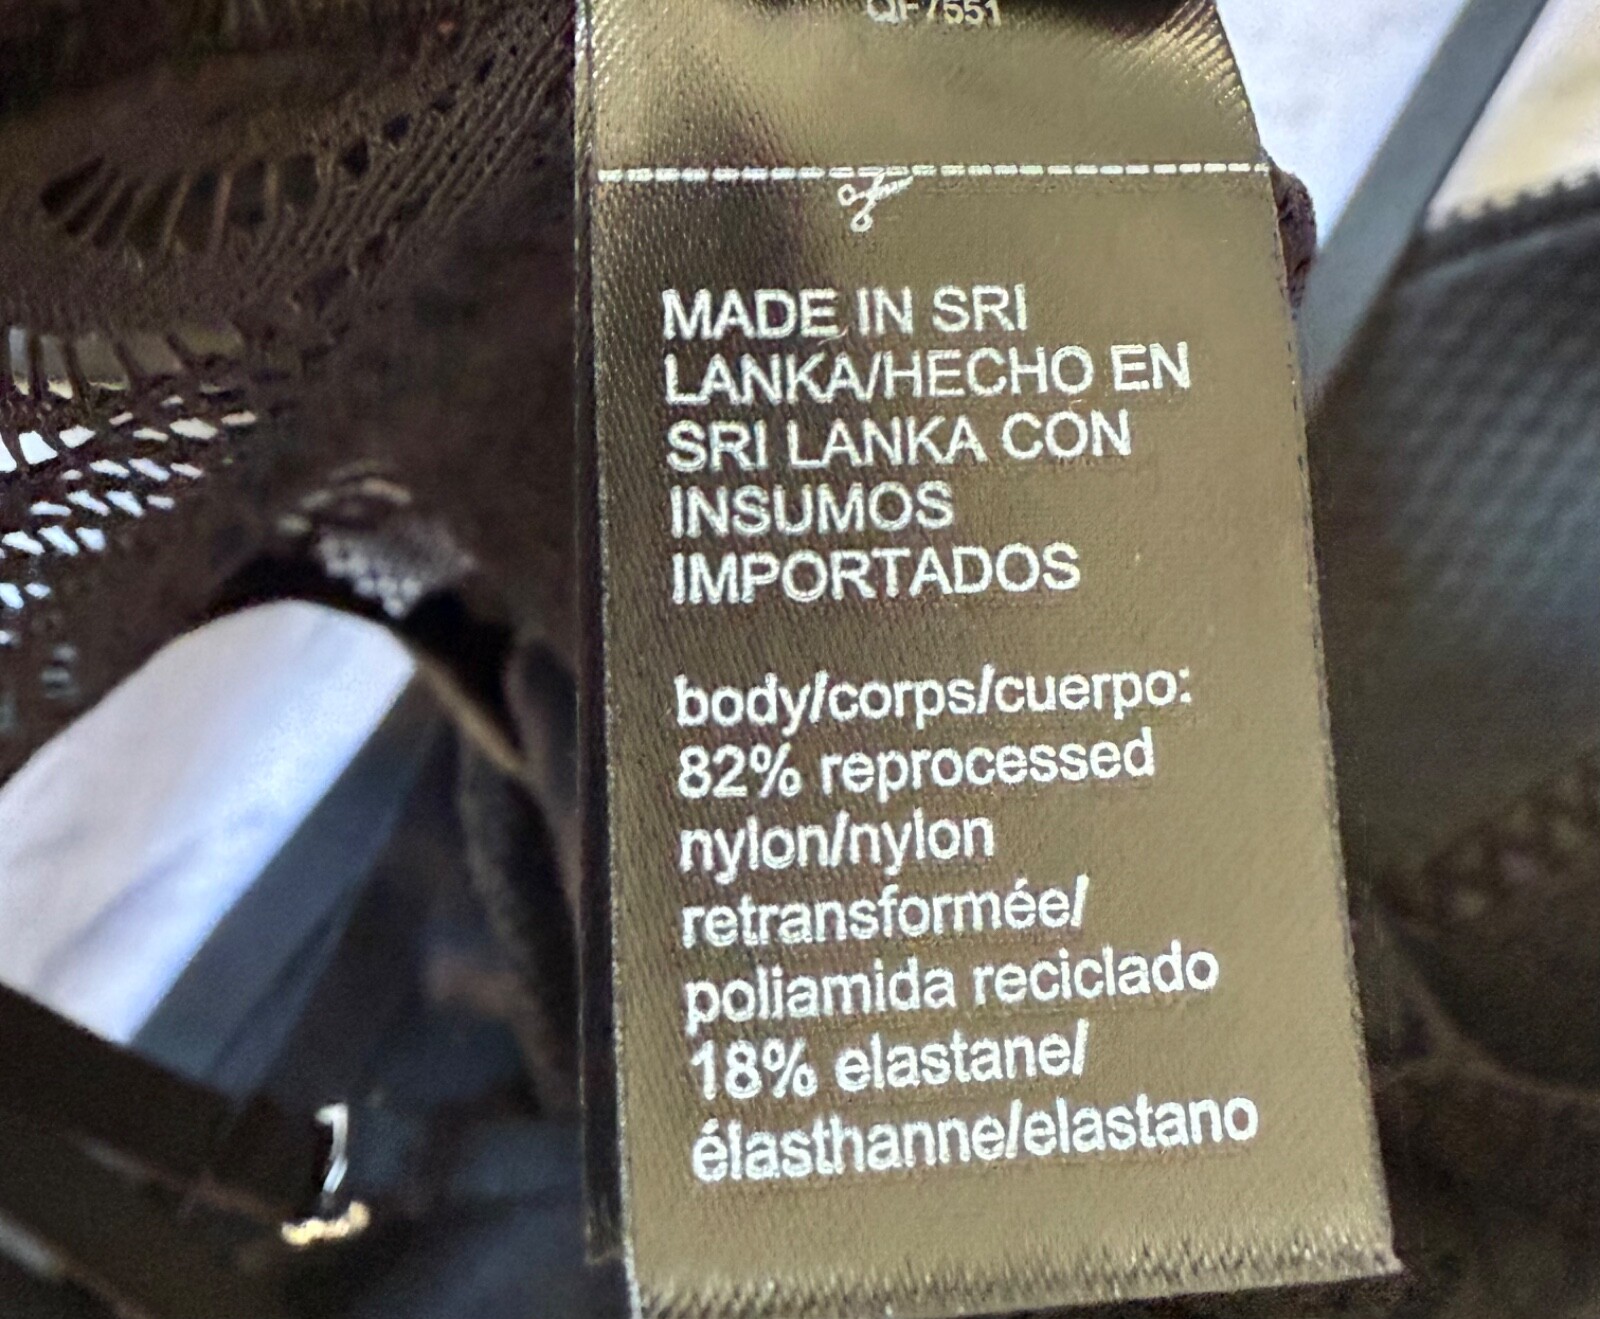 QF7551
MADE IN SRI
LANKA/HECHO EN
SRI LANKA CON
INSUMOS
IMPORTADOS
body/corps/cuerpo:
82% reprocessed
nylon/nylon
retransformée/
poliamida reciclado
18% elastane/
élasthanne/elastano